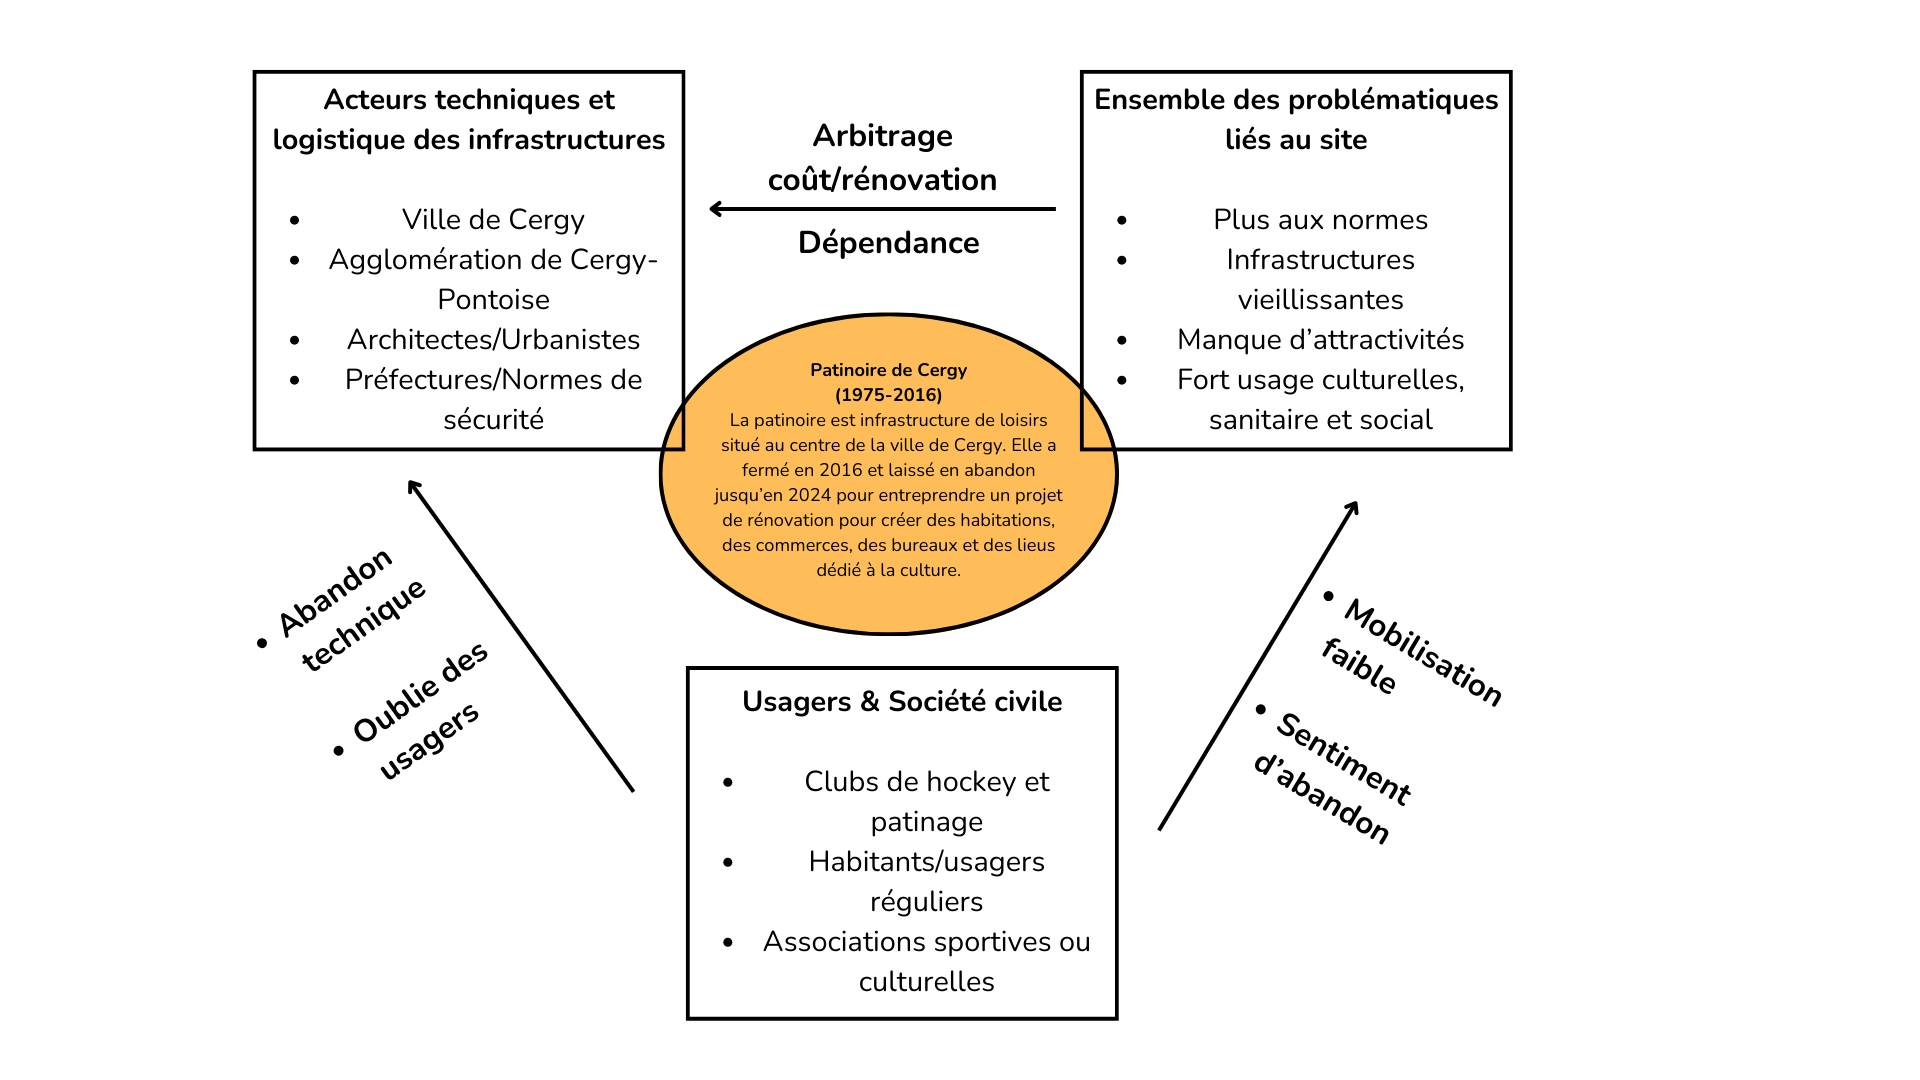 Acteurs techniques et
logistique des infrastructures
• Ville de Cergy
• Agglomération de Cergy-
Pontoise
• Architectes/Urbanistes
• Préfectures/Normes de
sécurité
Arbitrage
coût/rénovation
Dépendance
Ensemble des problématiques
liés au site
• Plus aux normes
• Infrastructures
vieillissantes
• Manque d’attractivités
• Fort usage culturelles,
sanitaire et social
Patinoire de Cergy
(1975-2016)
La patinoire est infrastructure de loisirs
situé au centre de la ville de Cergy. Elle a
fermé en 2016 et laissé en abandon
jusqu’en 2024 pour entreprendre un projet
de rénovation pour créer des habitations,
des commerces, des bureaux et des lieus
dédié à la culture.
• Abandon
technique
• Oublie des
usagers
• Mobilisation
faible
• Sentiment
d’abandon
Usagers & Société civile
• Clubs de hockey et
patinage
• Habitants/usagers
réguliers
• Associations sportives ou
culturelles